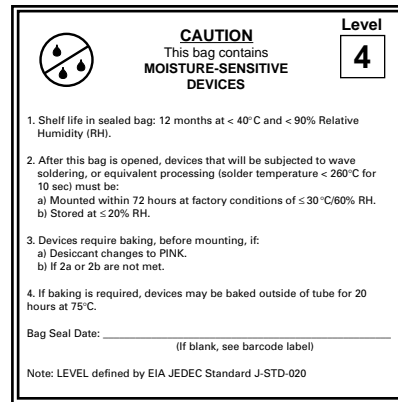 CAUTION
This bag contains
MOISTURE-SENSITIVE
DEVICES
Level
4
1. Shelf life in sealed bag: 12 months at < 40°C and < 90% Relative
Humidity (RH).
2. After this bag is opened, devices that will be subjected to wave
soldering, or equivalent processing (solder temperature < 260°C for
10 sec) must be:
a) Mounted within 72 hours at factory conditions of ≤ 30°C/60% RH.
b) Stored at ≤ 20% RH.
3. Devices require baking, before mounting, if:
a) Desiccant changes to PINK.
b) If 2a or 2b are not met.
4. If baking is required, devices may be baked outside of tube for 20
hours at 75°C.
Bag Seal Date: ______________________________________________
(If blank, see barcode label)
Note: LEVEL defined by EIA JEDEC Standard J-STD-020